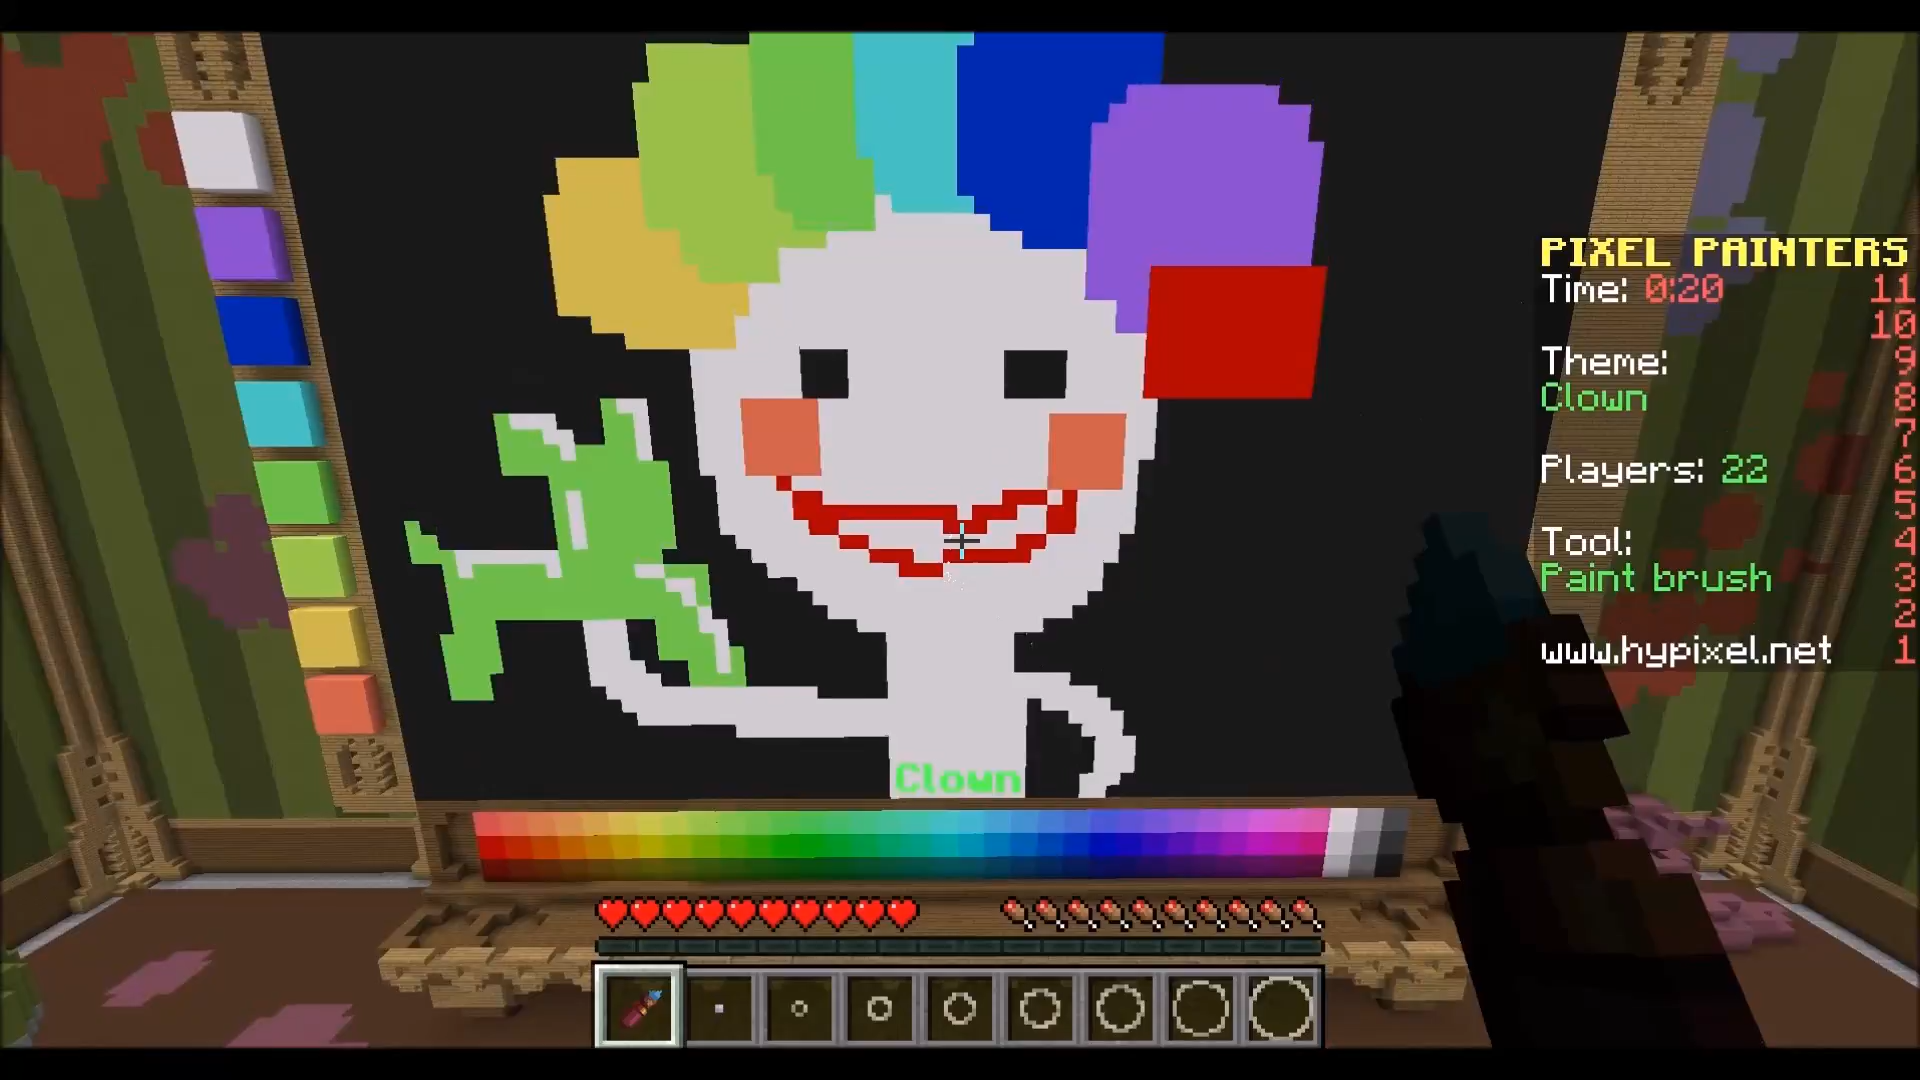 PIXEL PAINTERS
Time: 0:20 11
10
Theme: 9
Clown 8
7
Players: 22 6
5
Tool: 4
Paint brush 3
2
www.hypixel.net 1
Clown